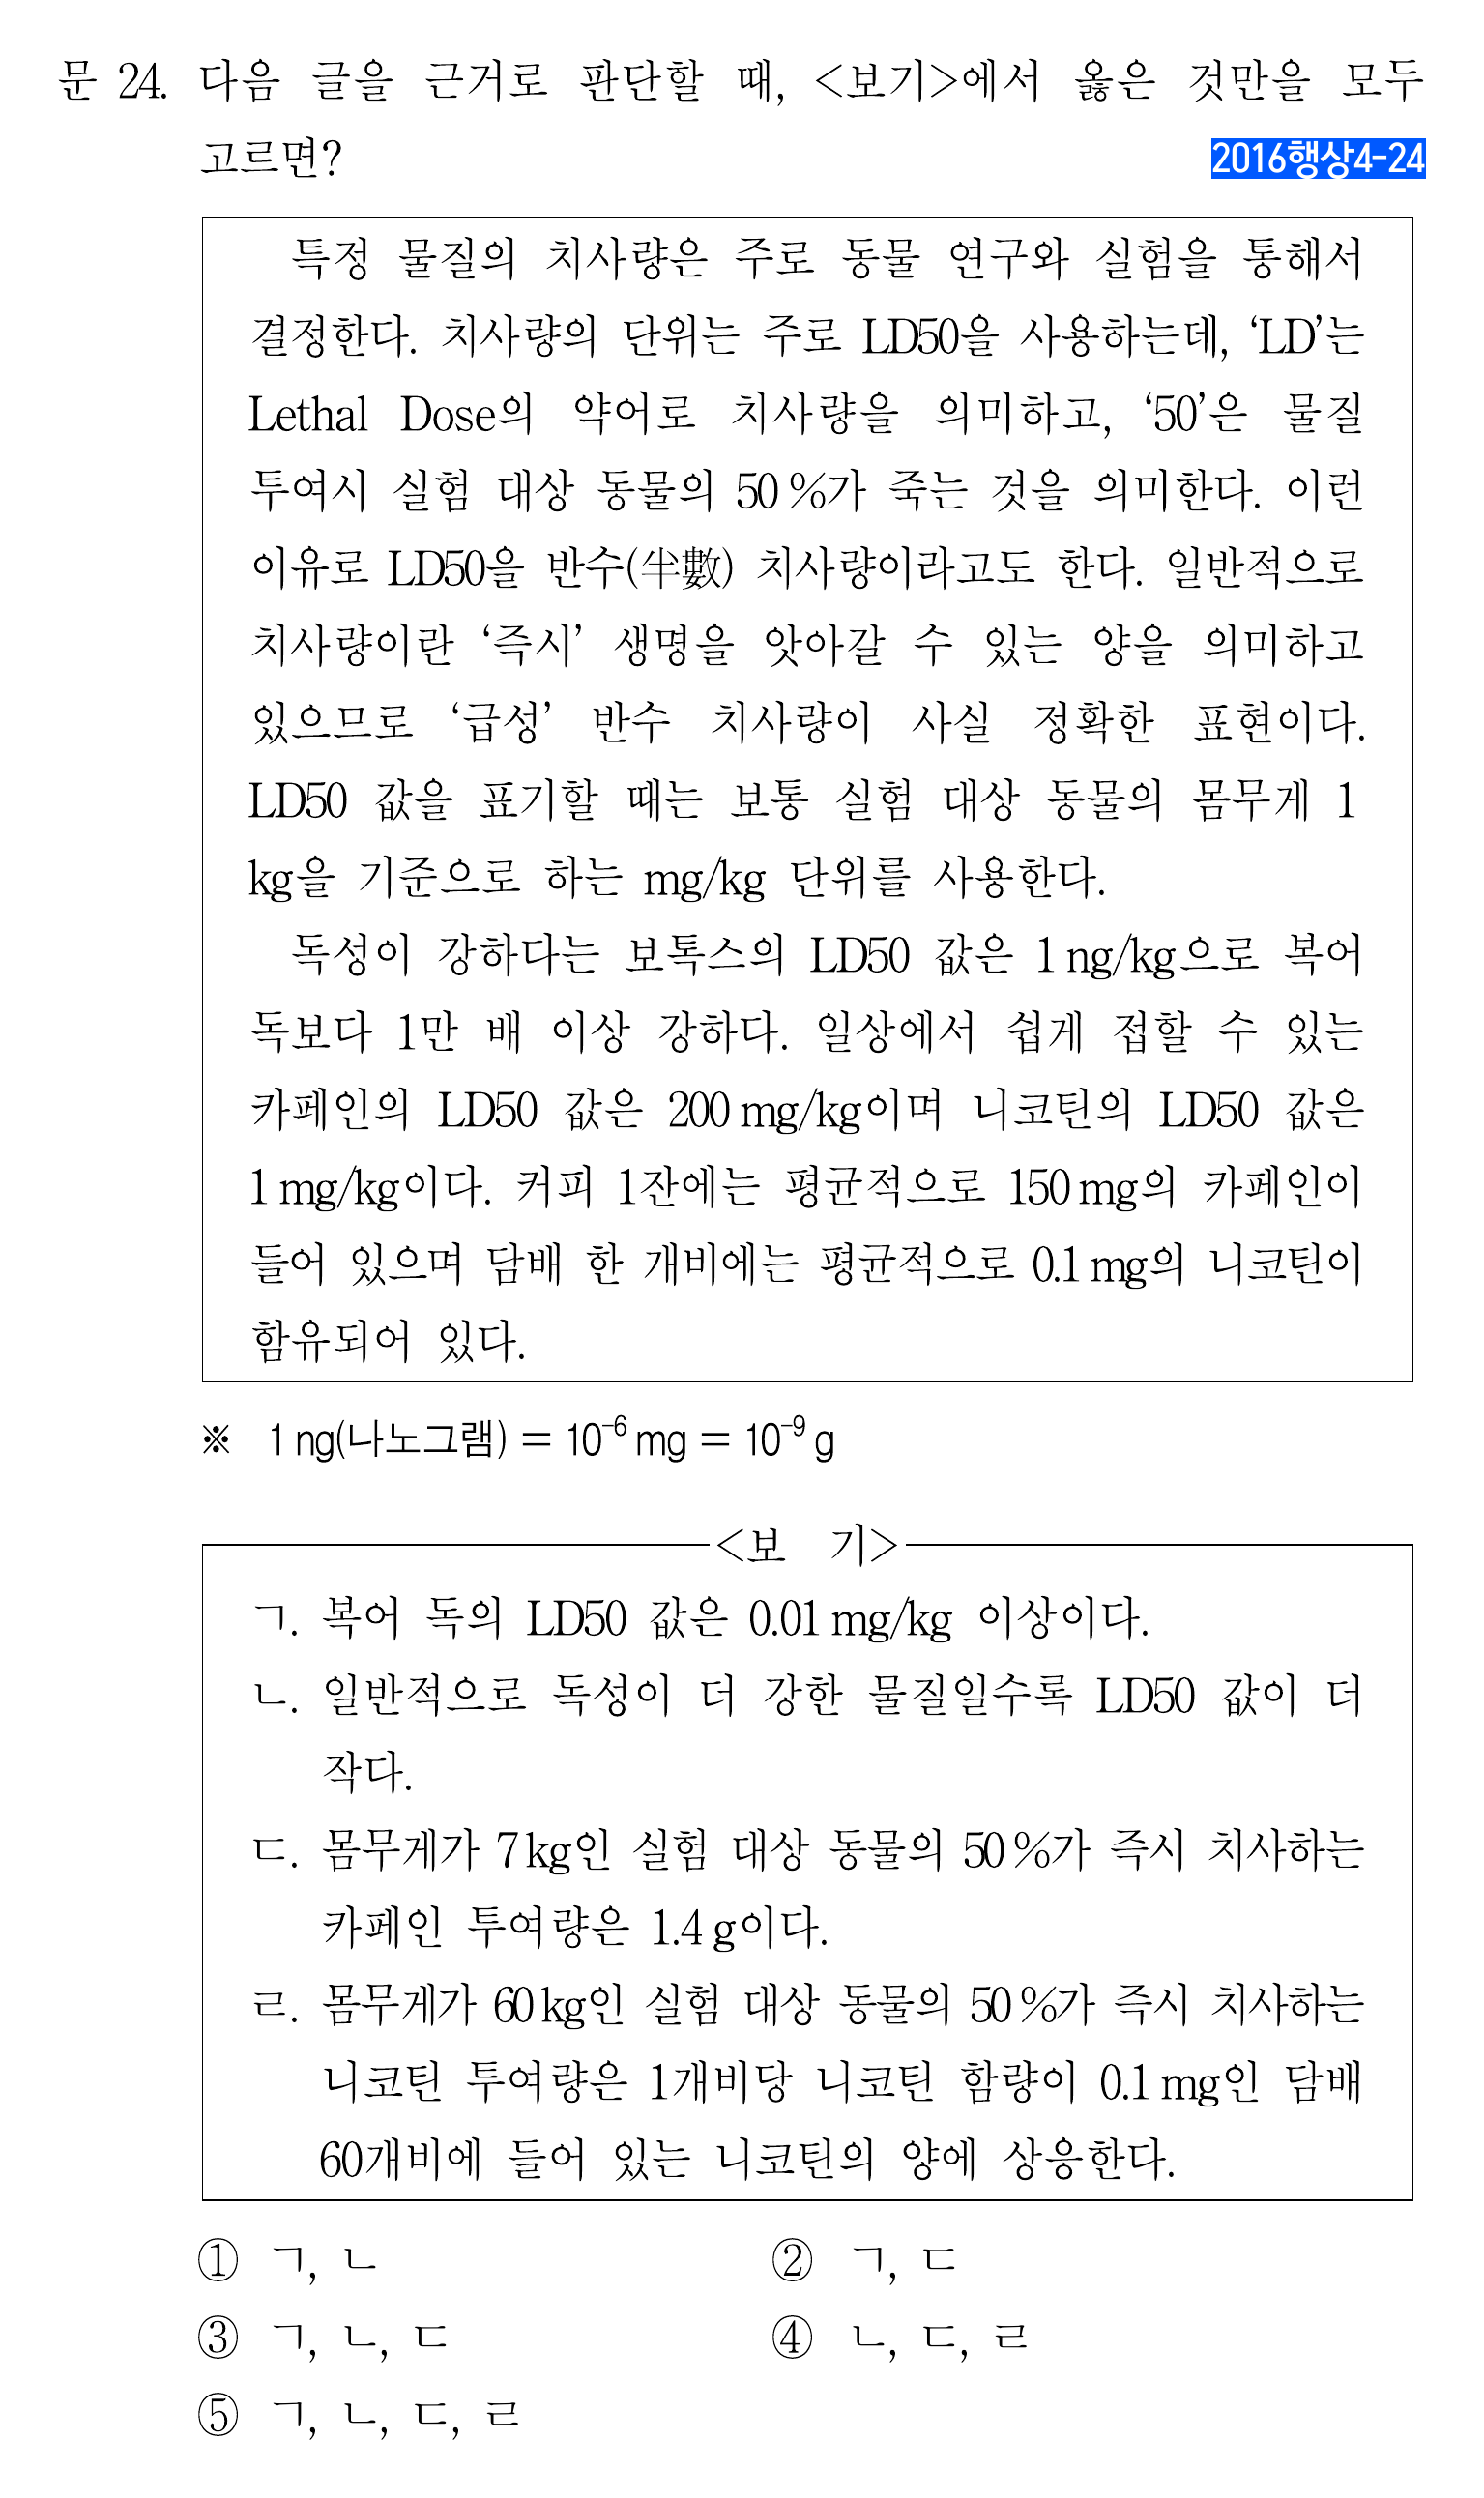 문 24. 다음 글을 근거로 판단할 때, <보기>에서 옳은 것만을 모두
고르면?
2016행상4-24
특정 물질의 치사량은 주로 동물 연구와 실험을 통해서
결정한다. 치사량의 단위는 주로 LD50을 사용하는데, ‘LD’는
Lethal Dose의 약어로 치사량을 의미하고, ‘50’은 물질
투여시 실험 대상 동물의 50 %가 죽는 것을 의미한다. 이런
이유로 LD50을 반수(半數) 치사량이라고도 한다. 일반적으로
치사량이란 ‘즉시’ 생명을 앗아갈 수 있는 양을 의미하고
있으므로 ‘급성’ 반수 치사량이 사실 정확한 표현이다.
LD50 값을 표기할 때는 보통 실험 대상 동물의 몸무게 1
kg을 기준으로 하는 mg/kg 단위를 사용한다.
독성이 강하다는 보톡스의 LD50 값은 1 ng/kg으로 복어
독보다 1만 배 이상 강하다. 일상에서 쉽게 접할 수 있는
카페인의 LD50 값은 200 mg/kg이며 니코틴의 LD50 값은
1 mg/kg이다. 커피 1잔에는 평균적으로 150 mg의 카페인이
들어 있으며 담배 한 개비에는 평균적으로 0.1 mg의 니코틴이
함유되어 있다.
※ 1 ng(나노그램) = 10⁻⁶ mg = 10⁻⁹ g
<보 기>
ㄱ. 복어 독의 LD50 값은 0.01 mg/kg 이상이다.
ㄴ. 일반적으로 독성이 더 강한 물질일수록 LD50 값이 더
작다.
ㄷ. 몸무게가 7 kg인 실험 대상 동물의 50 %가 즉시 치사하는
카페인 투여량은 1.4 g이다.
ㄹ. 몸무게가 60 kg인 실험 대상 동물의 50 %가 즉시 치사하는
니코틴 투여량은 1개비당 니코틴 함량이 0.1 mg인 담배
60개비에 들어 있는 니코틴의 양에 상응한다.
① ㄱ, ㄴ ② ㄱ, ㄷ
③ ㄱ, ㄴ, ㄷ ④ ㄴ, ㄷ, ㄹ
⑤ ㄱ, ㄴ, ㄷ, ㄹ